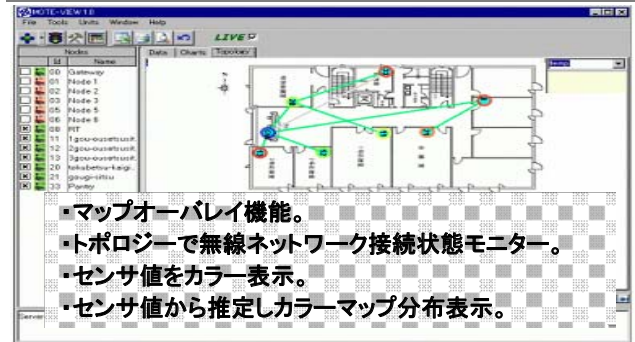 MOTE-VIEW 1.0
File Tools Units Window Help
LIVE
Nodes
Data Charts Topology
Id Name
00 Gateway
01 Node 1
02 Node 2
03 Node 3
05 Node 5
06 Node 6
08 RT
11 1gou-ousetsusit.
12 2gou-ousetsusit.
13 3gou-ousetsusit.
20 tokubetsu-kaigi.
21 gaugi-sitsu
33 Pantry
temp
・マップオーバレイ機能。
・トポロジーで無線ネットワーク接続状態モニター。
・センサ値をカラー表示。
・センサ値から推定しカラーマップ分布表示。
Server